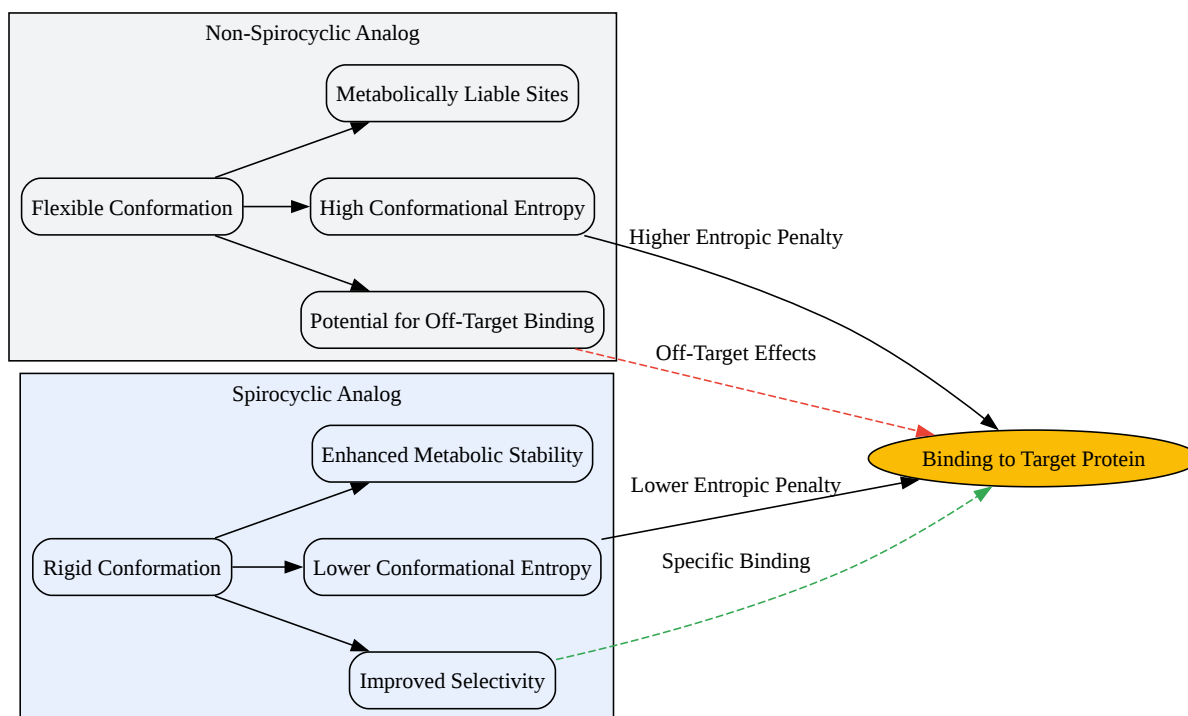 Non-Spirocyclic Analog
Metabolically Liable Sites
Flexible Conformation
High Conformational Entropy
Potential for Off-Target Binding
Higher Entropic Penalty
Off-Target Effects
Spirocyclic Analog
Enhanced Metabolic Stability
Rigid Conformation
Lower Conformational Entropy
Improved Selectivity
Lower Entropic Penalty
Specific Binding
Binding to Target Protein